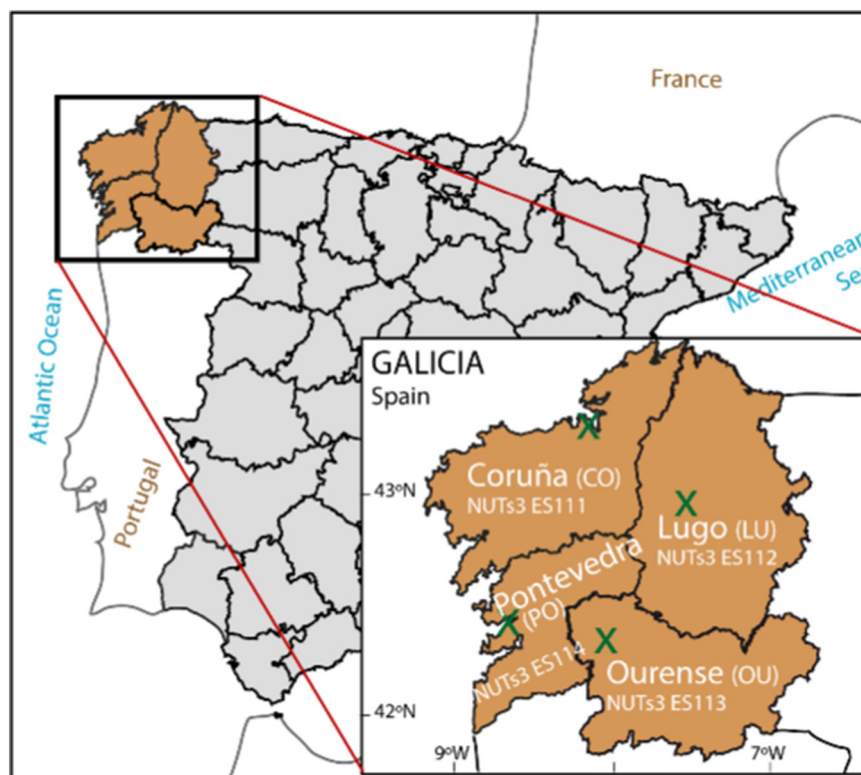 France
Mediterranean
Se
Atlantic Ocean
Portugal
GALICIA
Spain
X
Coruña (CO)
NUTs3 ES111
43ºN
X
Lugo (LU)
NUTs3 ES112
Pontevedra
(PO)
X
NUTs3 ES114
X
Ourense (OU)
NUTs3 ES113
42ºN
9ºW
7ºW